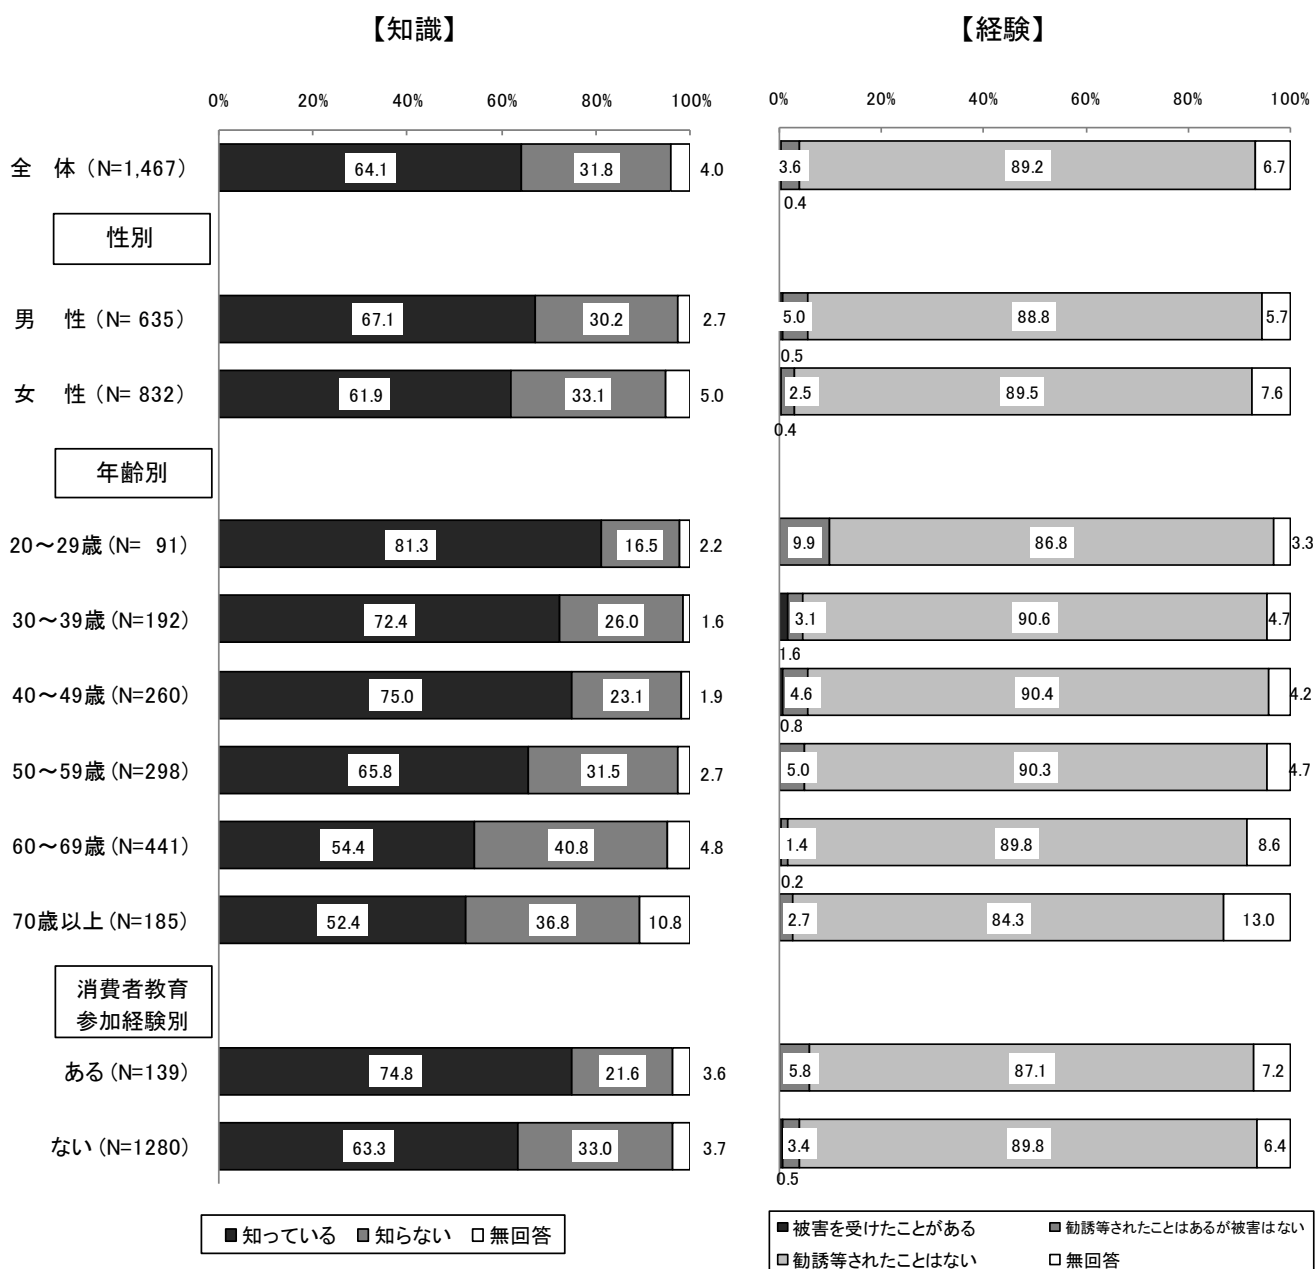 【知識】 【経験】
0% 20% 40% 60% 80% 100% 0% 20% 40% 60% 80% 100%
全 体 (N=1,467) 64.1 31.8 4.0 3.6 89.2 6.7
0.4
性別
男 性 (N= 635) 67.1 30.2 2.7 5.0 88.8 5.7
0.5
女 性 (N= 832) 61.9 33.1 5.0 2.5 89.5 7.6
0.4
年齢別
20～29歳 (N= 91) 81.3 16.5 2.2 9.9 86.8 3.3
30～39歳 (N=192) 72.4 26.0 1.6 3.1 90.6 4.7
1.6
40～49歳 (N=260) 75.0 23.1 1.9 4.6 90.4 4.2
0.8
50～59歳 (N=298) 65.8 31.5 2.7 5.0 90.3 4.7
60～69歳 (N=441) 54.4 40.8 4.8 1.4 89.8 8.6
0.2
70歳以上 (N=185) 52.4 36.8 10.8 2.7 84.3 13.0
消費者教育
参加経験別
ある (N=139) 74.8 21.6 3.6 5.8 87.1 7.2
ない (N=1280) 63.3 33.0 3.7 3.4 89.8 6.4
0.5
知っている 知らない 無回答
被害を受けたことがある 勧誘等されたことはあるが被害はない
勧誘等されたことはない 無回答